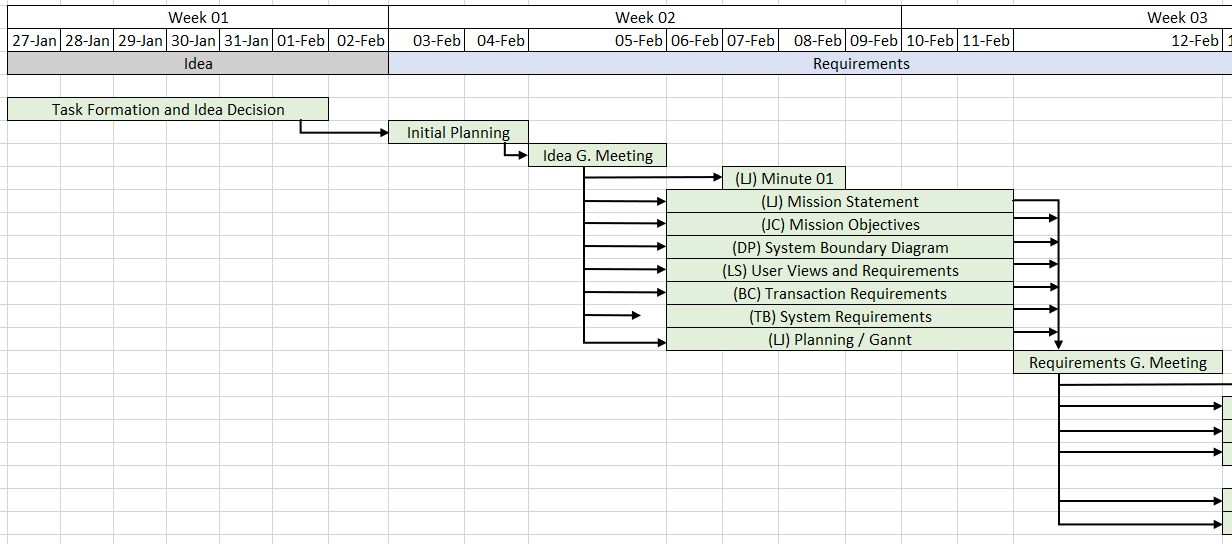 Week 01 Week 02 Week 03
27-Jan 28-Jan 29-Jan 30-Jan 31-Jan 01-Feb 02-Feb 03-Feb 04-Feb 05-Feb 06-Feb 07-Feb 08-Feb 09-Feb 10-Feb 11-Feb 12-Feb
Idea Requirements
Task Formation and Idea Decision
Initial Planning
Idea G. Meeting
(LJ) Minute 01
(LJ) Mission Statement
(JC) Mission Objectives
(DP) System Boundary Diagram
(LS) User Views and Requirements
(BC) Transaction Requirements
(TB) System Requirements
(LJ) Planning / Gannt
Requirements G. Meeting